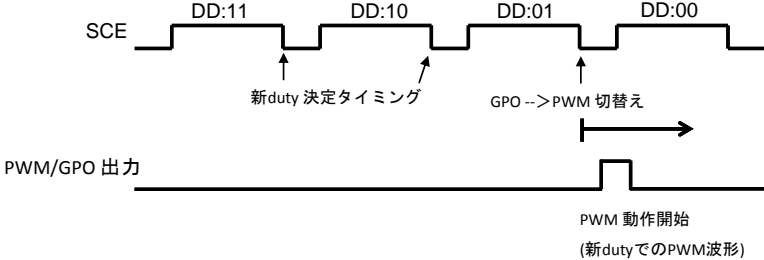 DD:11 DD:10 DD:01 DD:00
SCE
新duty 決定タイミング GPO -->PWM 切替え
PWM/GPO 出力
PWM 動作開始
(新dutyでのPWM波形)